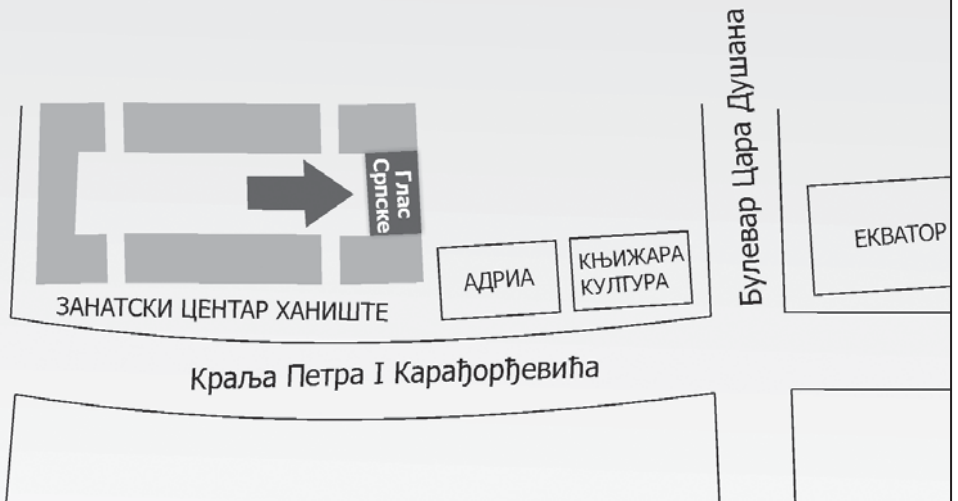 Булевар Цара Душана
Глас
Српске
ЕКВАТОР
АДРИА
КЊИЖАРА
КУЛТУРА
ЗАНАТСКИ ЦЕНТАР ХАНИШТЕ
Краља Петра I Карађорђевића